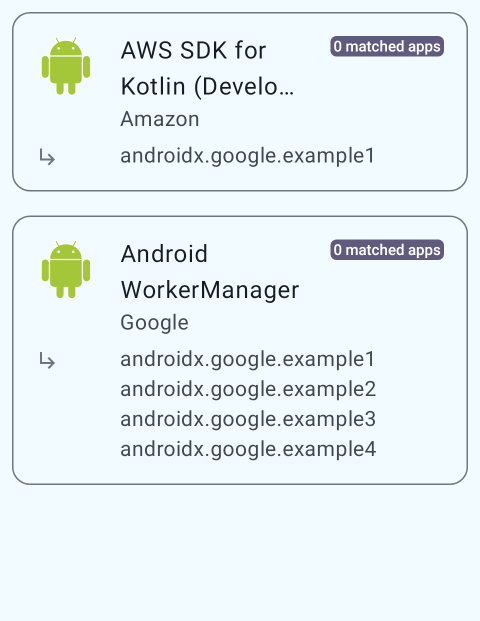 AWS SDK for
Kotlin (Develo…
0 matched apps
Amazon
androidx.google.example1
Android
WorkerManager
0 matched apps
Google
androidx.google.example1
androidx.google.example2
androidx.google.example3
androidx.google.example4